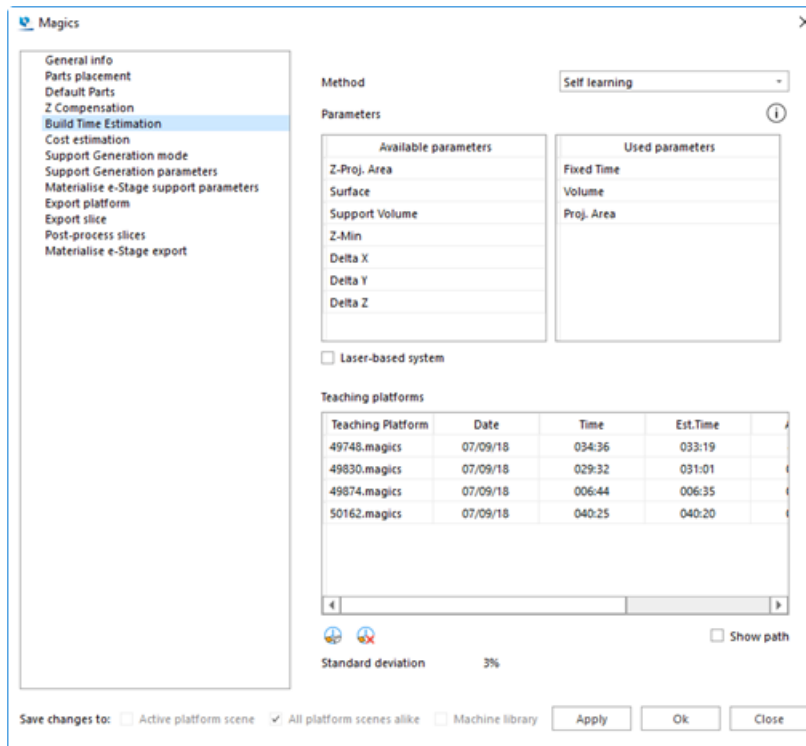 Magics
General info
Parts placement
Default Parts
Z Compensation
Build Time Estimation
Cost estimation
Support Generation mode
Support Generation parameters
Materialise e-Stage support parameters
Export platform
Export slice
Post-process slices
Materialise e-Stage export
Method Self learning
Parameters
Available parameters Used parameters
Z-Proj. Area Fixed Time
Surface Volume
Support Volume Proj. Area
Z-Min
Delta X
Delta Y
Delta Z
Laser-based system
Teaching platforms
Teaching Platform Date Time Est.Time
49748.magics 07/09/18 034:36 033:19
49830.magics 07/09/18 029:32 031:01
49874.magics 07/09/18 006:44 006:35
50162.magics 07/09/18 040:25 040:20
Show path
Standard deviation 3%
Save changes to: Active platform scene All platform scenes alike Machine library Apply Ok Close